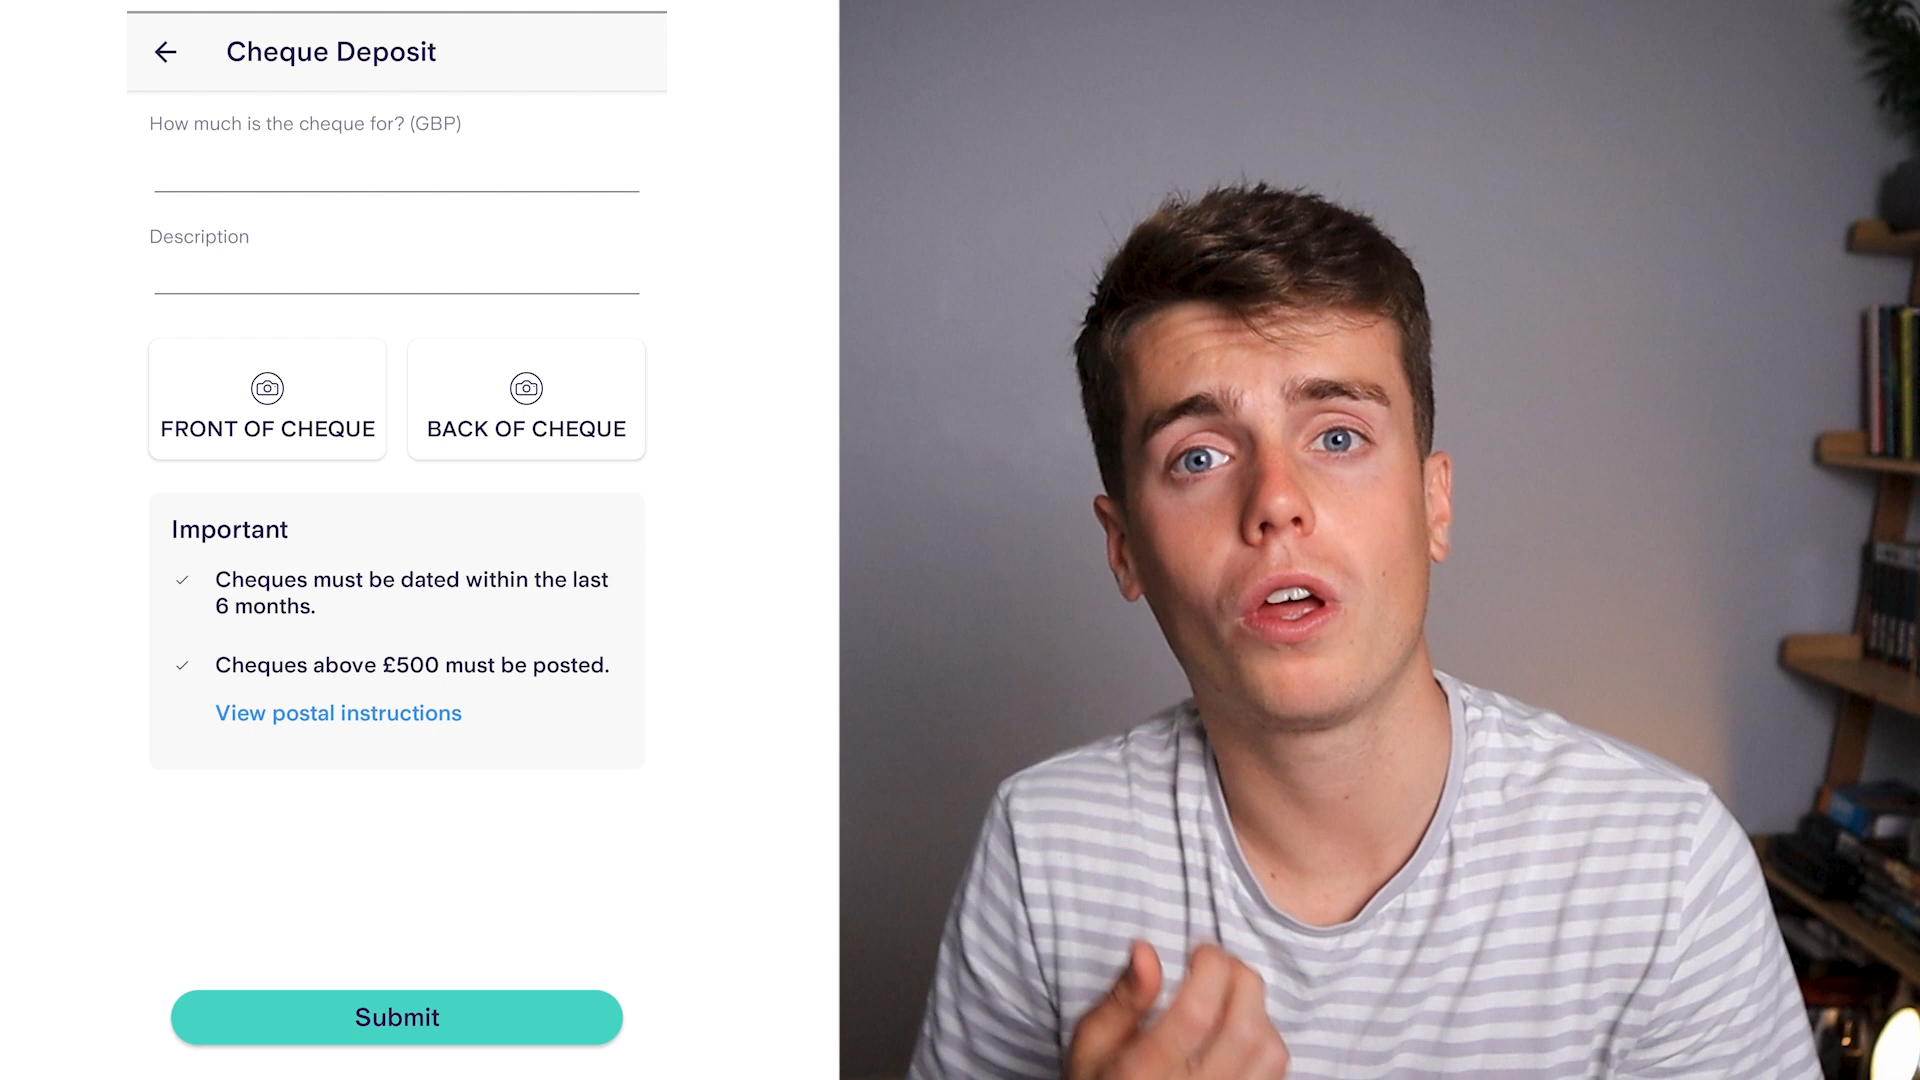 Cheque Deposit
How much is the cheque for? (GBP)
Description
FRONT OF CHEQUE
BACK OF CHEQUE
Important
Cheques must be dated within the last
6 months.
Cheques above £500 must be posted.
View postal instructions
Submit